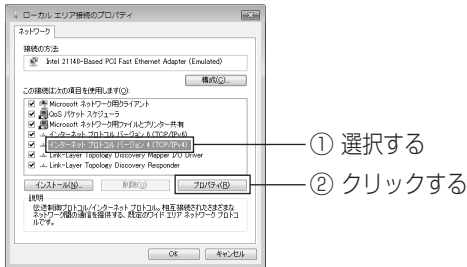 ローカル エリア接続のプロパティ
ネットワーク
接続の方法:
Intel 21140-Based PCI Fast Ethernet Adapter (Emulated)
構成(C)...
この接続は次の項目を使用します(O):
Microsoft ネットワーク用クライアント
QoS パケット スケジューラ
Microsoft ネットワーク用ファイルとプリンター共有
インターネット プロトコル バージョン 6 (TCP/IPv6)
インターネット プロトコル バージョン 4 (TCP/IPv4)
Link-Layer Topology Discovery Mapper I/O Driver
Link-Layer Topology Discovery Responder
① 選択する
インストール(N)... 削除(U) プロパティ(R)
② クリックする
説明
伝送制御プロトコル/インターネット プロトコル。相互接続されたさまざまな
ネットワーク間の通信を提供する、既定のワイド エリア ネットワーク プロトコ
ルです。
OK キャンセル